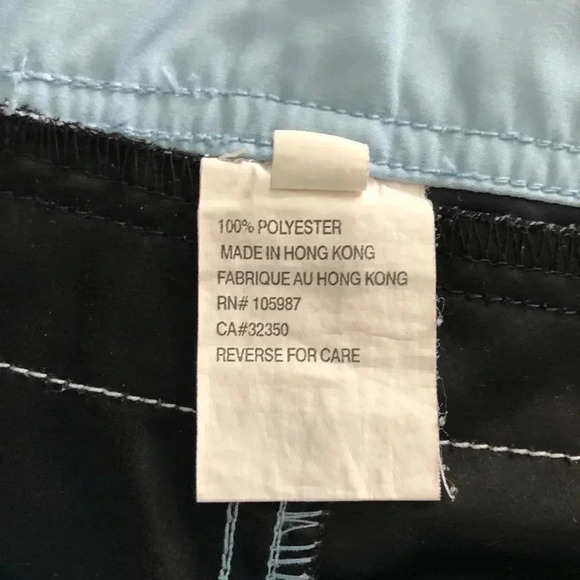 100% POLYESTER
MADE IN HONG KONG
FABRIQUE AU HONG KONG
RN# 105987
CA#32350
REVERSE FOR CARE